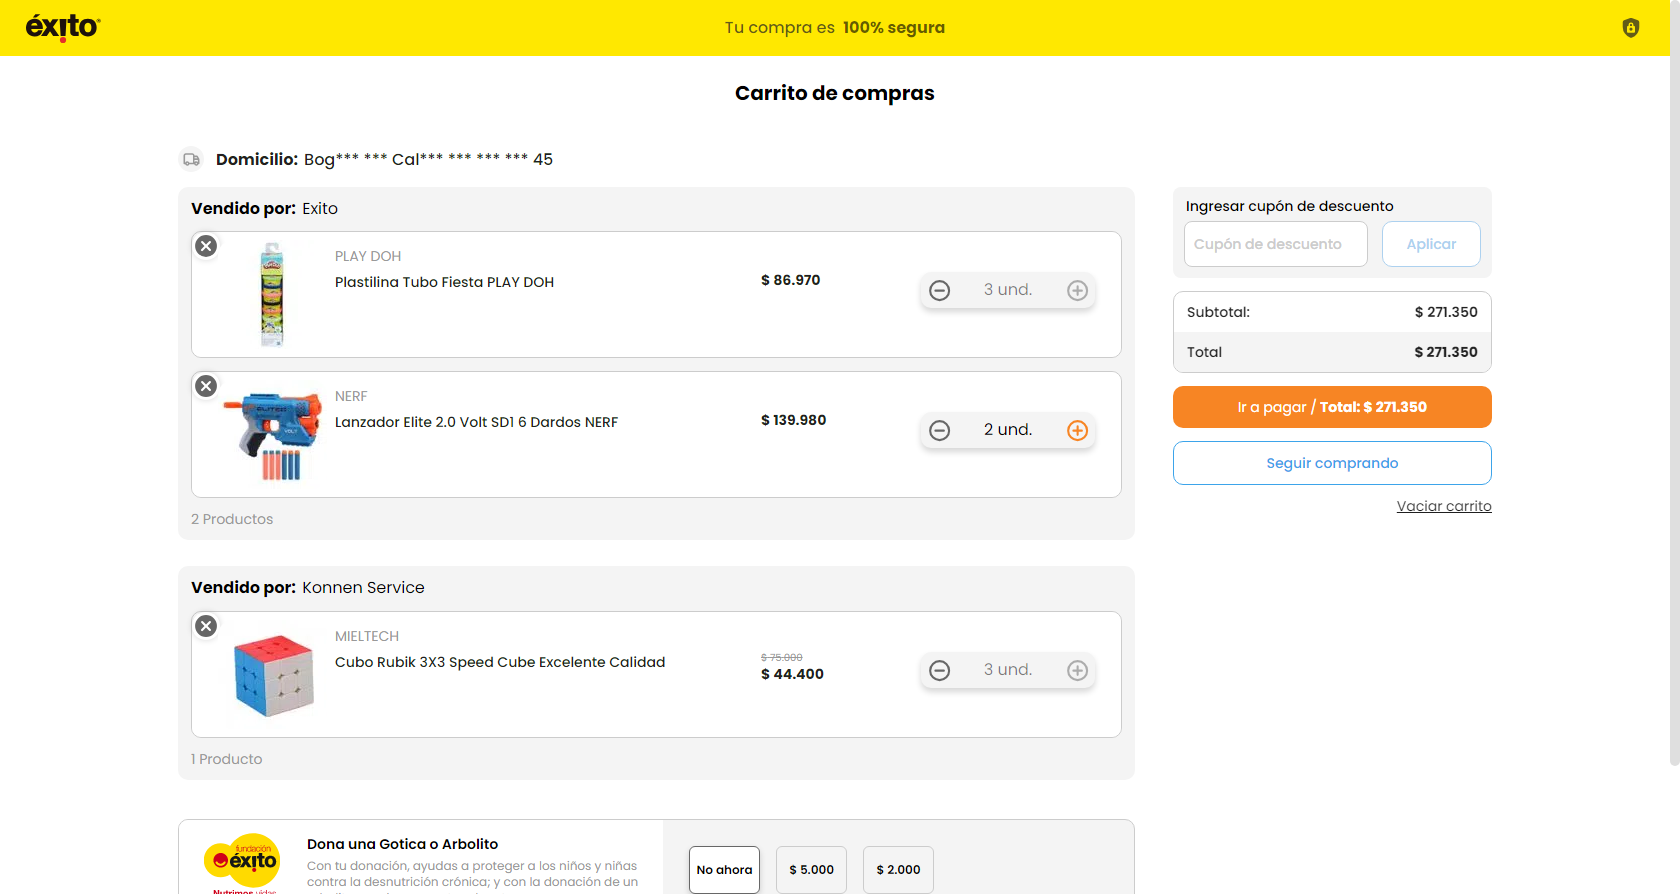 éxito
Tu compra es 100% segura
Carrito de compras
Domicilio: Bog*** *** Cal*** *** *** *** 45
Vendido por: Exito
PLAY DOH
Plastilina Tubo Fiesta PLAY DOH
$ 86.970
3 und.
NERF
Lanzador Elite 2.0 Volt SD1 6 Dardos NERF
$ 139.980
2 und.
2 Productos
Vendido por: Konnen Service
MIELTECH
Cubo Rubik 3X3 Speed Cube Excelente Calidad
$ 75.000
$ 44.400
3 und.
1 Producto
Ingresar cupón de descuento
Cupón de descuento
Aplicar
Subtotal: $ 271.350
Total $ 271.350
Ir a pagar / Total: $ 271.350
Seguir comprando
Vaciar carrito
fundación
éxito
Dona una Gotica o Arbolito
Con tu donación, ayudas a proteger a los niños y niñas
contra la desnutrición crónica; y con la donación de un
No ahora
$ 5.000
$ 2.000